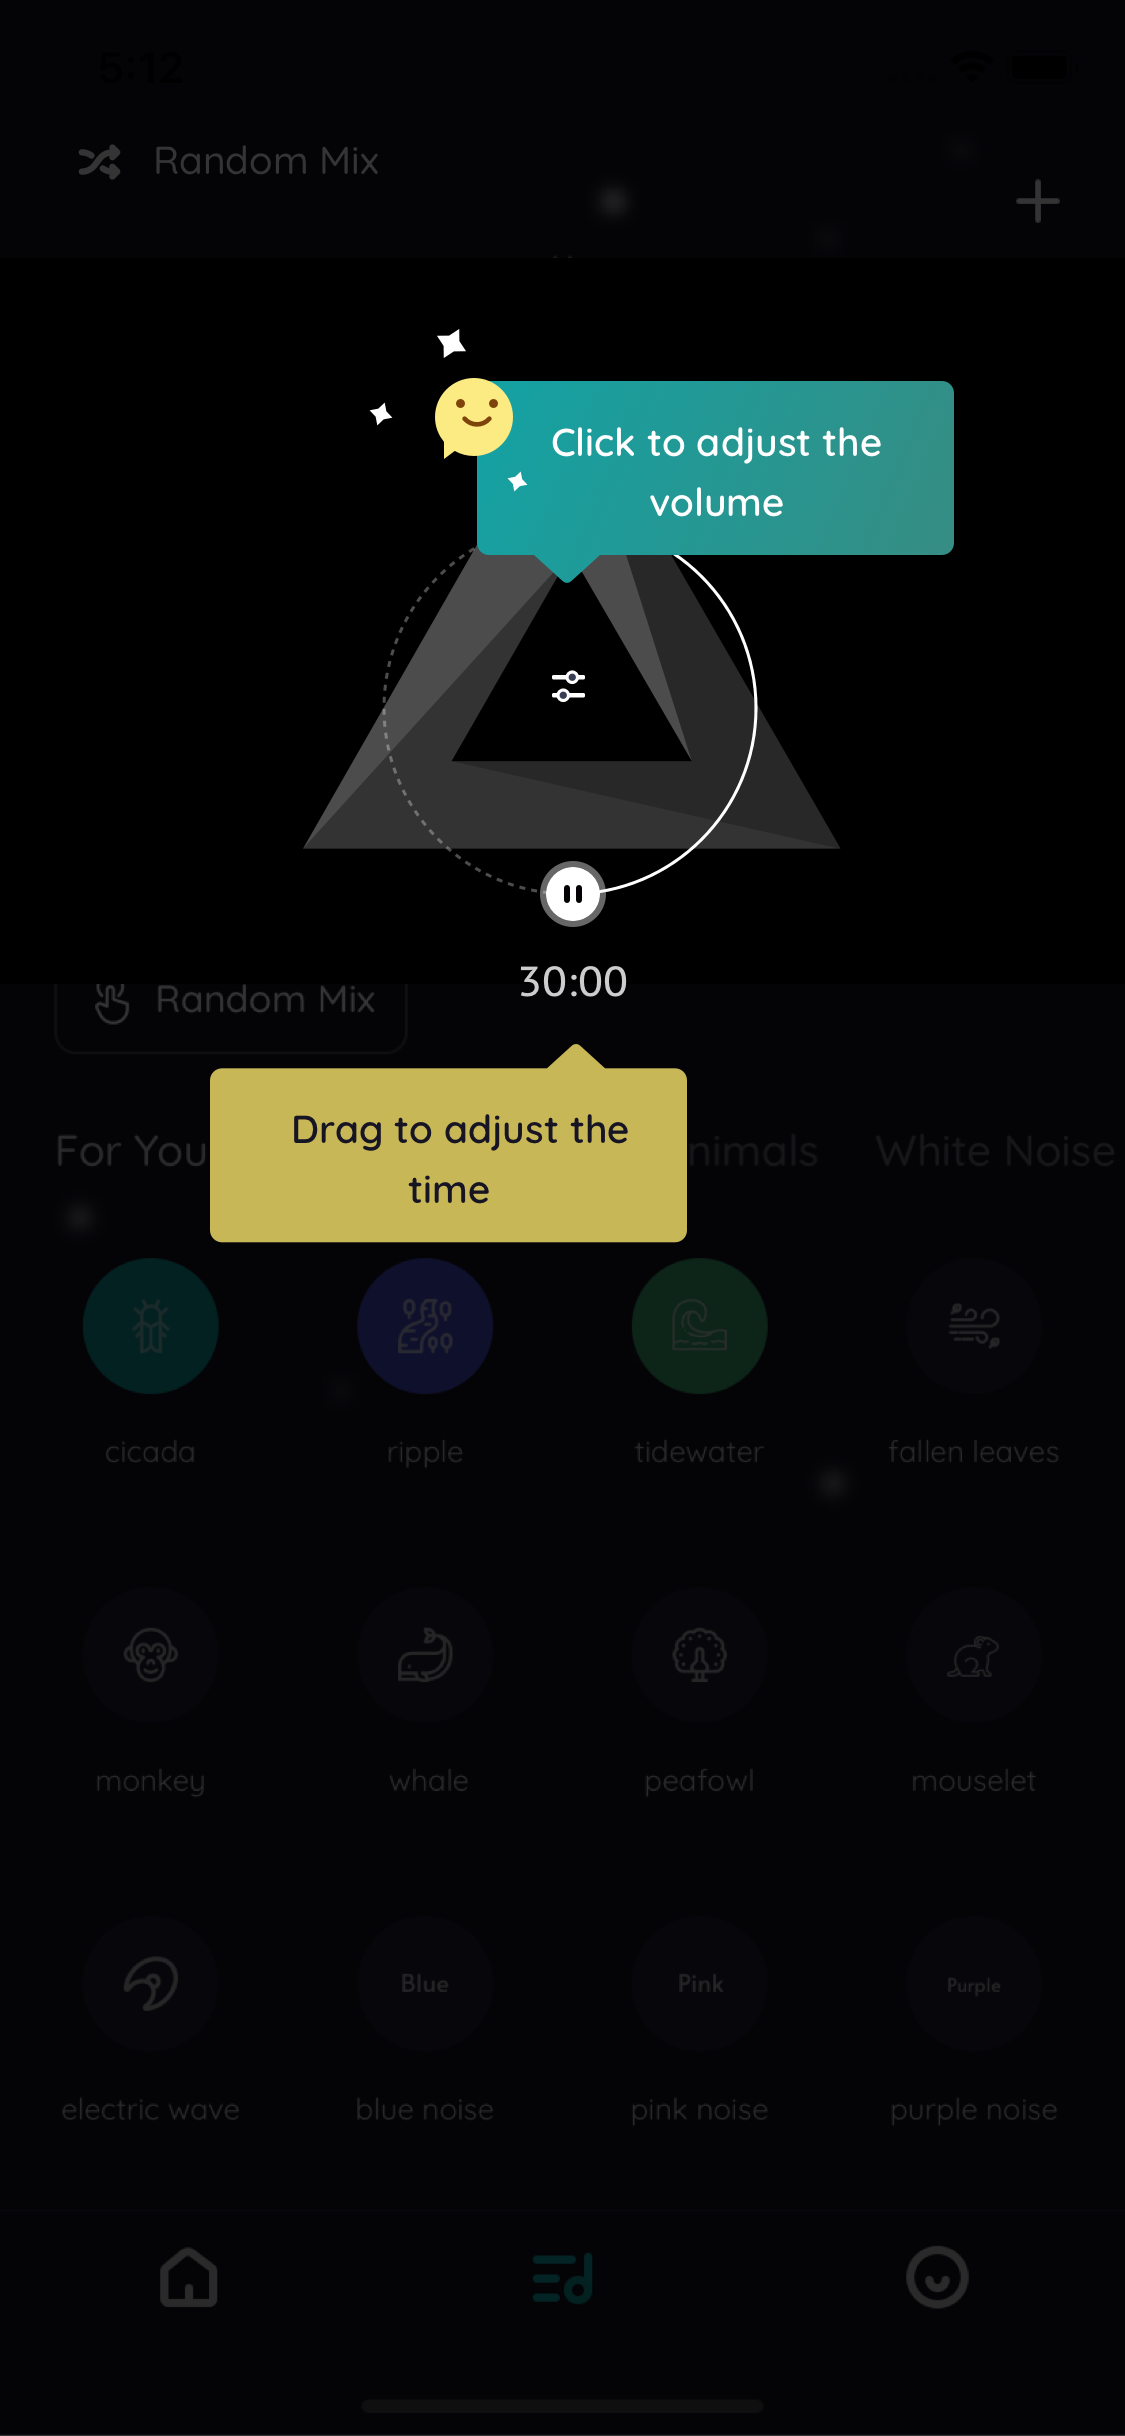 5:12
Random Mix
Click to adjust the
volume
30:00
Random Mix
Drag to adjust the
time
For You
nimals
White Noise
cicada
ripple
tidewater
fallen leaves
monkey
whale
peafowl
mouselet
Blue
Pink
Purple
electric wave
blue noise
pink noise
purple noise